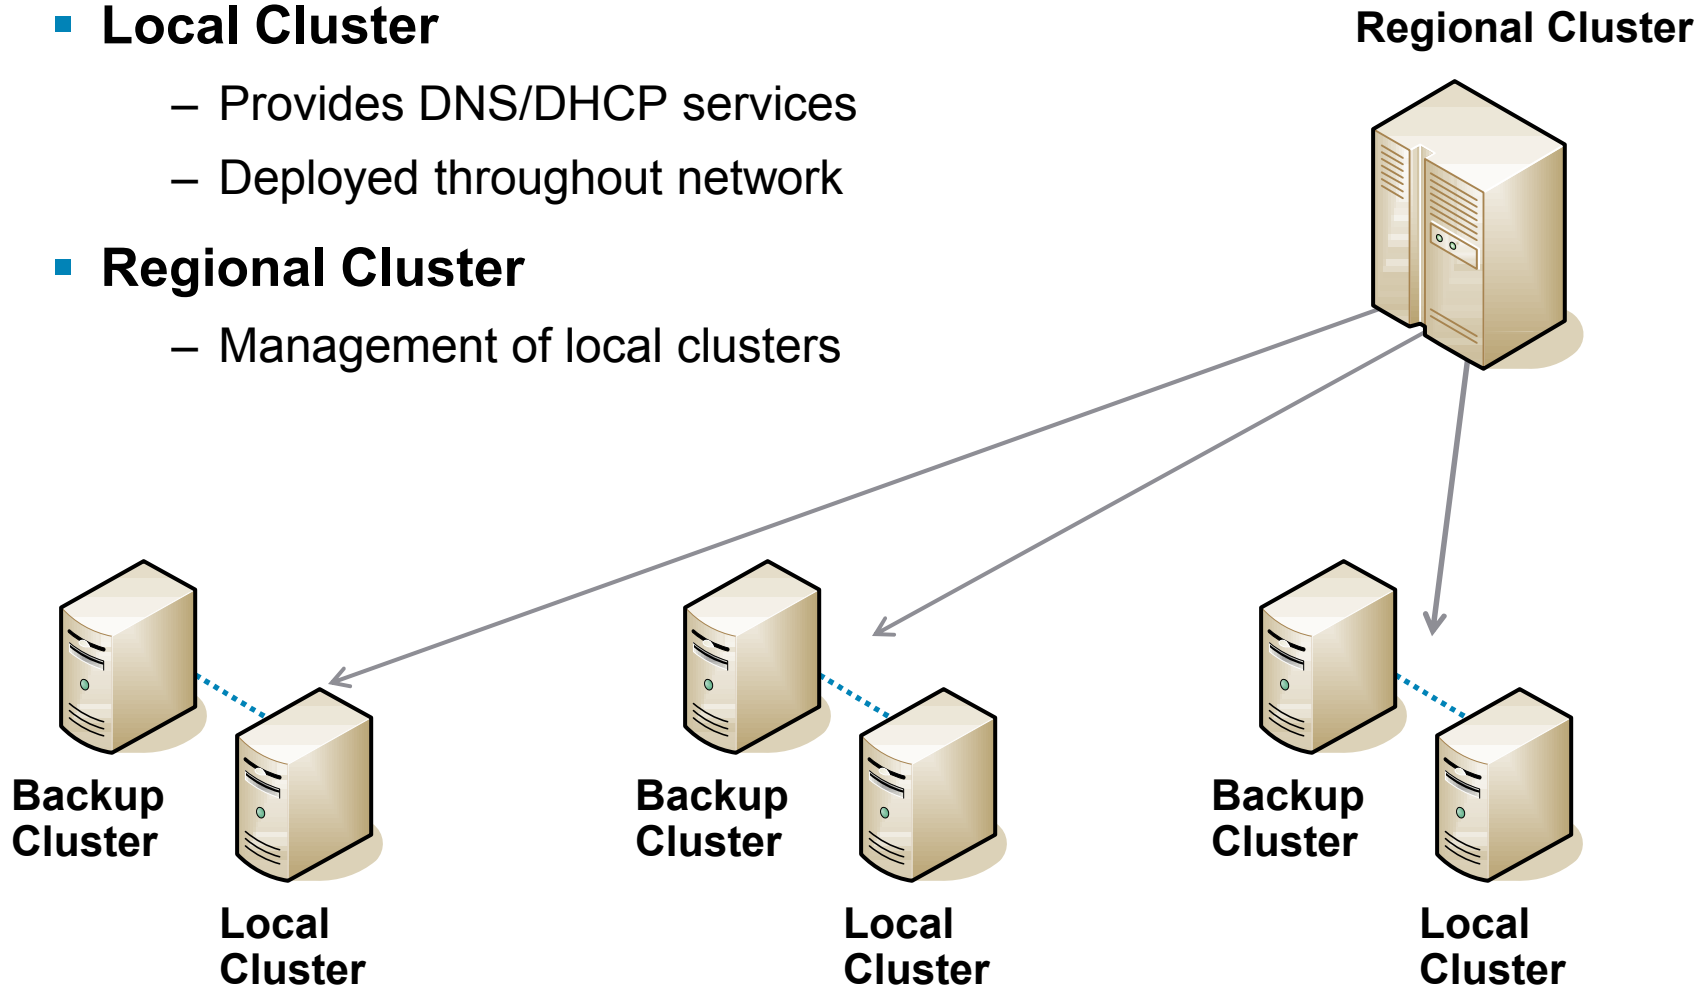 ▪ Local Cluster
– Provides DNS/DHCP services
– Deployed throughout network
▪ Regional Cluster
– Management of local clusters
Regional Cluster
Backup
Cluster
Local
Cluster
Backup
Cluster
Local
Cluster
Backup
Cluster
Local
Cluster